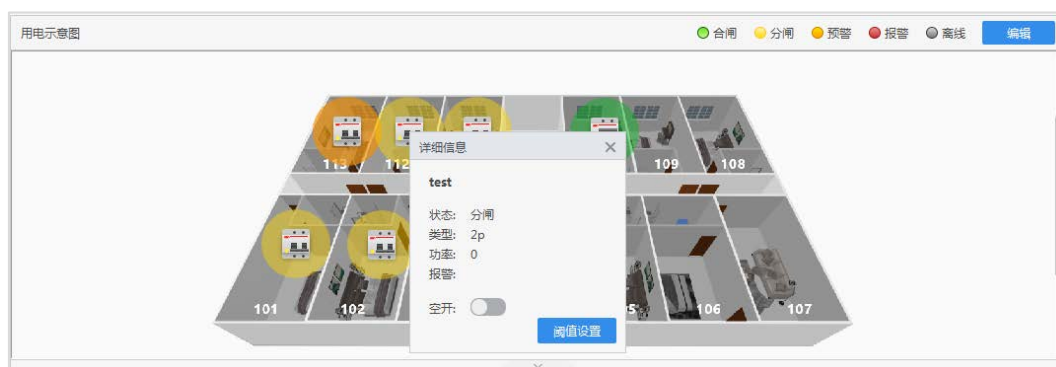 用电示意图
合闸 分闸 预警 报警 离线 编辑
113 112 109 108
详细信息
test
状态: 分闸
类型: 2p
功率: 0
报警:
空开:
阈值设置
101 102 106 107